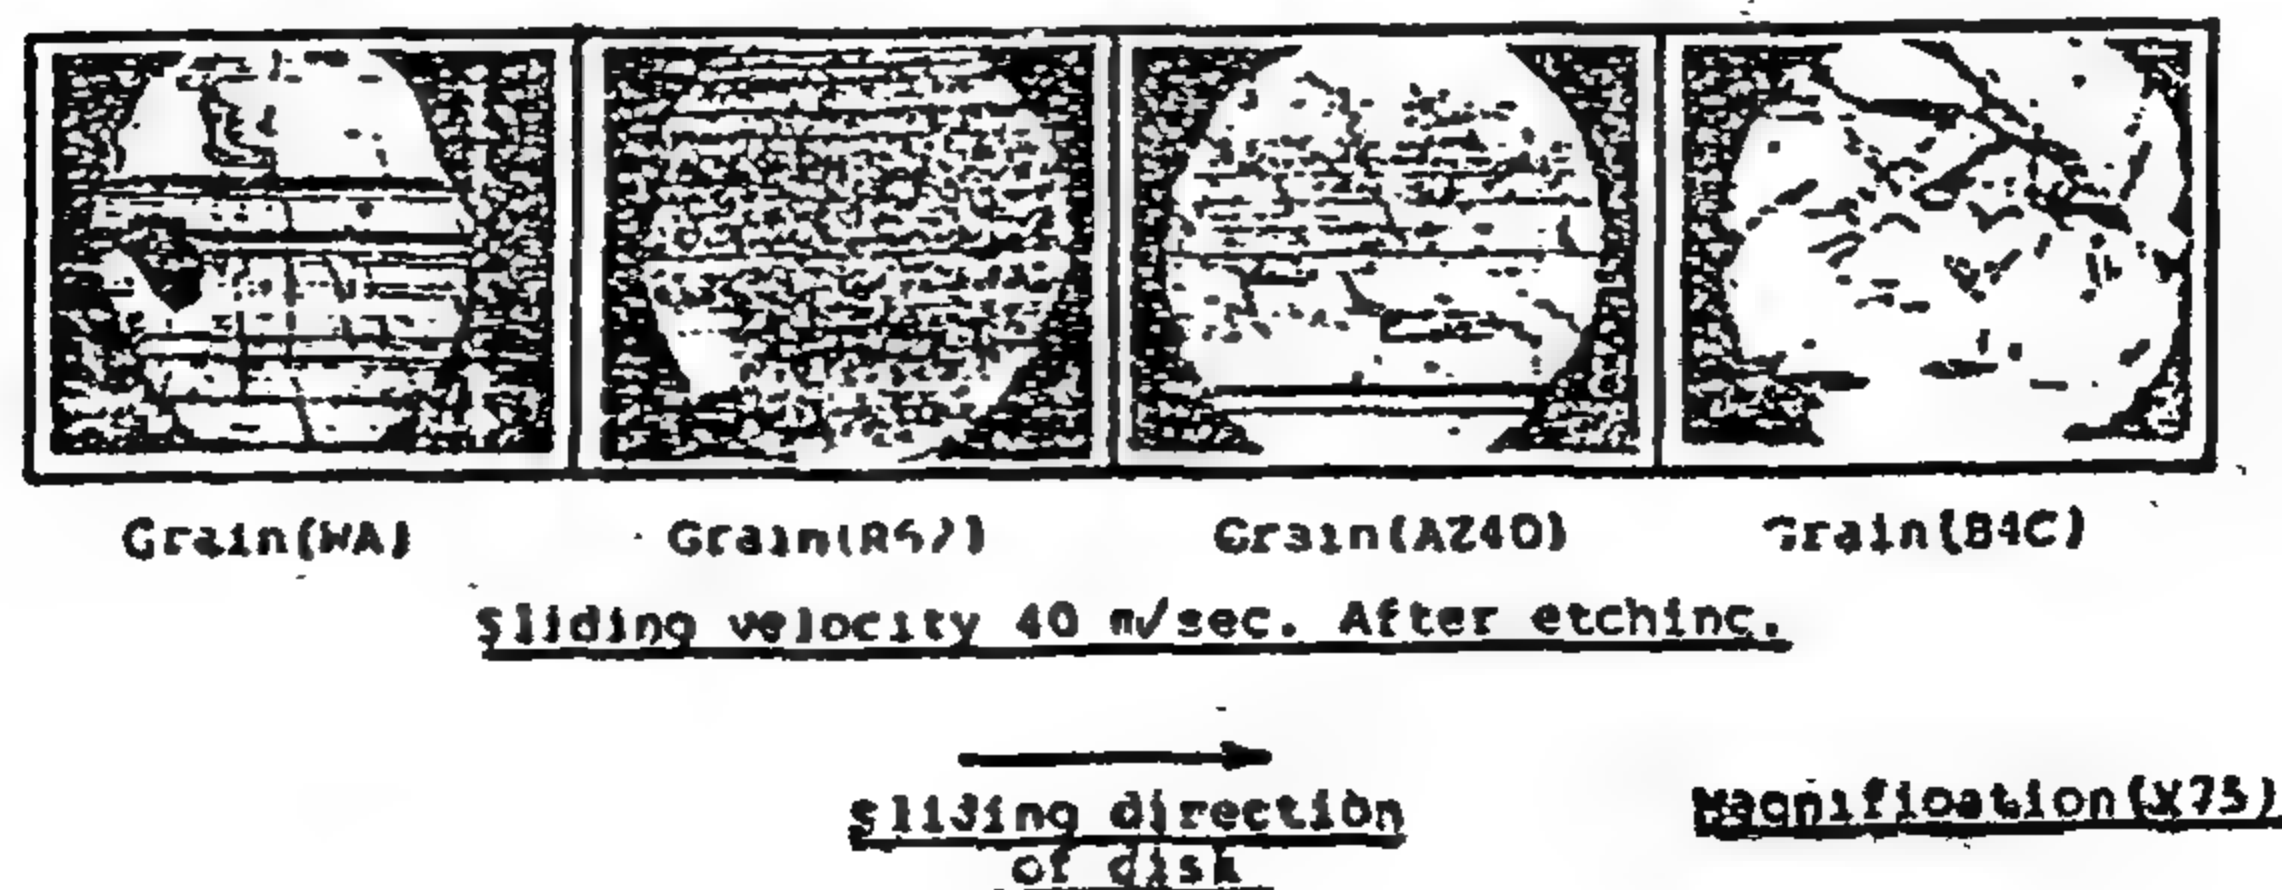 Grain(WA) Grain( Grain(AZ40) Grain(B4C)
Sliding velocity 40 m/sec. After etching.
Sliding direction
of disk
Magnification(X75)